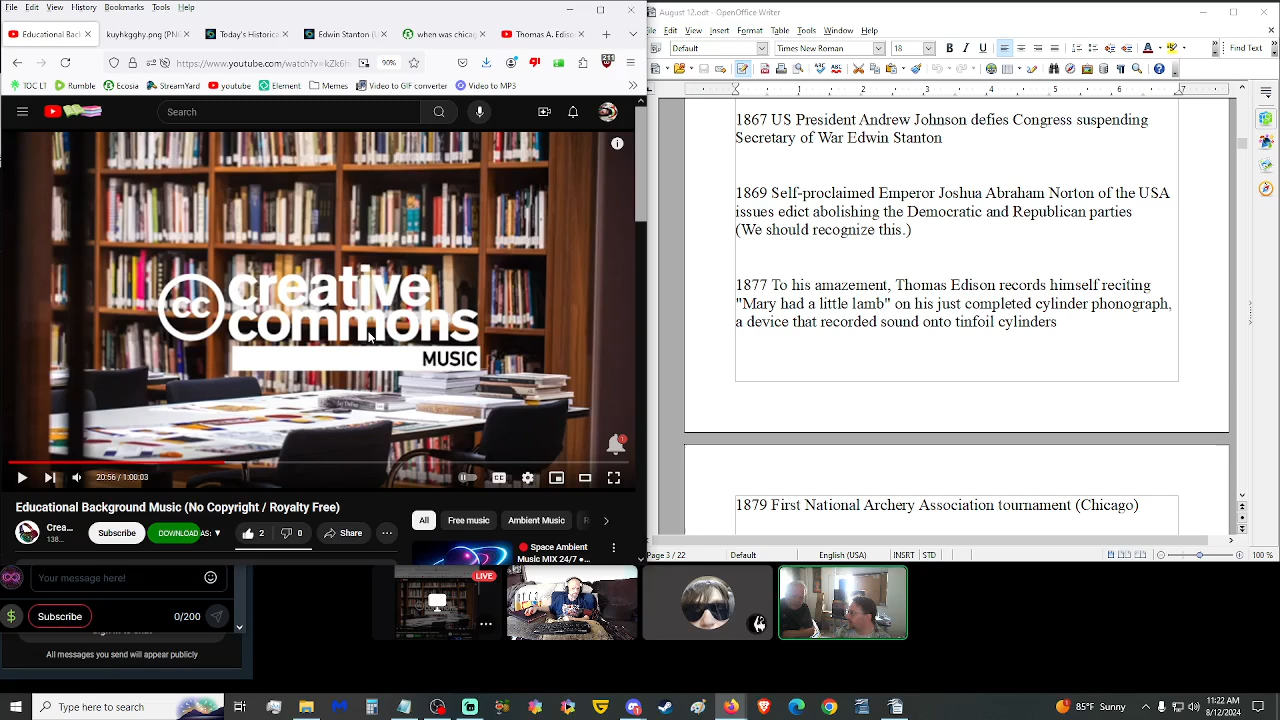 File Edit View History Bookmarks Tools Help
kayhigglying (PNG
Today's Historical
Edwin Stanton (
when was chicag
Thomas A. Ediso
https://www.youtube.com/watch
90%
TOC LT Rumble Ecosia StreamYard youtube Element Memes Video to GIF converter Video to MP3
Search
cc creative
commons
MUSIC
20:56 / 1:00:03
Educational Background Music (No Copyright / Royalty Free)
Crea...
138...
Subscribe
DOWNLOAD AS: ▼
2
0
Share
All
Free music
Ambient Music
Space Ambient
Music MIX 24/7 •...
Your message here!
Subscribe
0/200
All messages you send will appear publicly
August 12.odt - OpenOffice Writer
File Edit View Insert Format Table Tools Window Help
Default
Times New Roman
18
Find Text
1867 US President Andrew Johnson defies Congress suspending
Secretary of War Edwin Stanton
1869 Self-proclaimed Emperor Joshua Abraham Norton of the USA
issues edict abolishing the Democratic and Republican parties
(We should recognize this.)
1877 To his amazement, Thomas Edison records himself reciting
"Mary had a little lamb" on his just completed cylinder phonograph,
a device that recorded sound onto tinfoil cylinders
1879 First National Archery Association tournament (Chicago)
Page 3 / 22
Default
English (USA)
INSRT
STD
100 %
LIVE
Type here to search
85°F Sunny
11:22 AM
8/12/2024